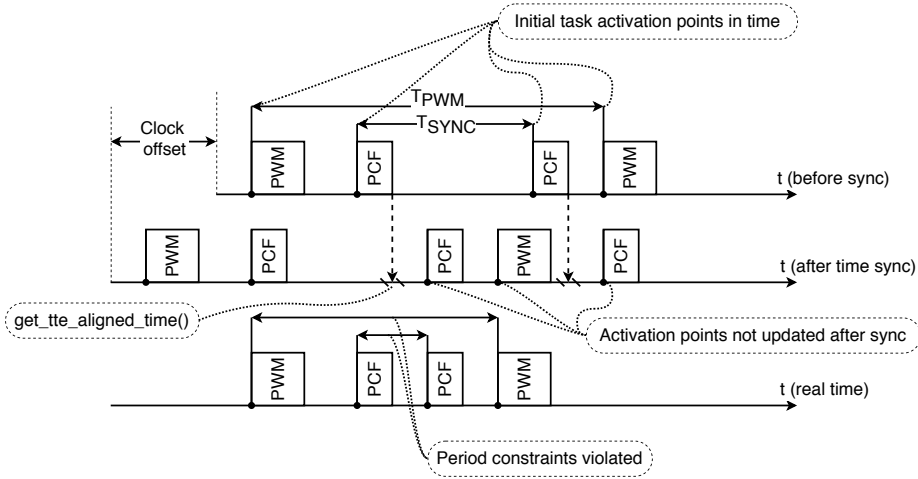 Initial task activation points in time
TPWM
TSYNC
Clock
offset
PWM
PCF
PCF
PWM
t (before sync)
PWM
PCF
PCF
PWM
PCF
t (after time sync)
get_tte_aligned_time()
Activation points not updated after sync
PWM
PCF
PCF
PWM
t (real time)
Period constraints violated